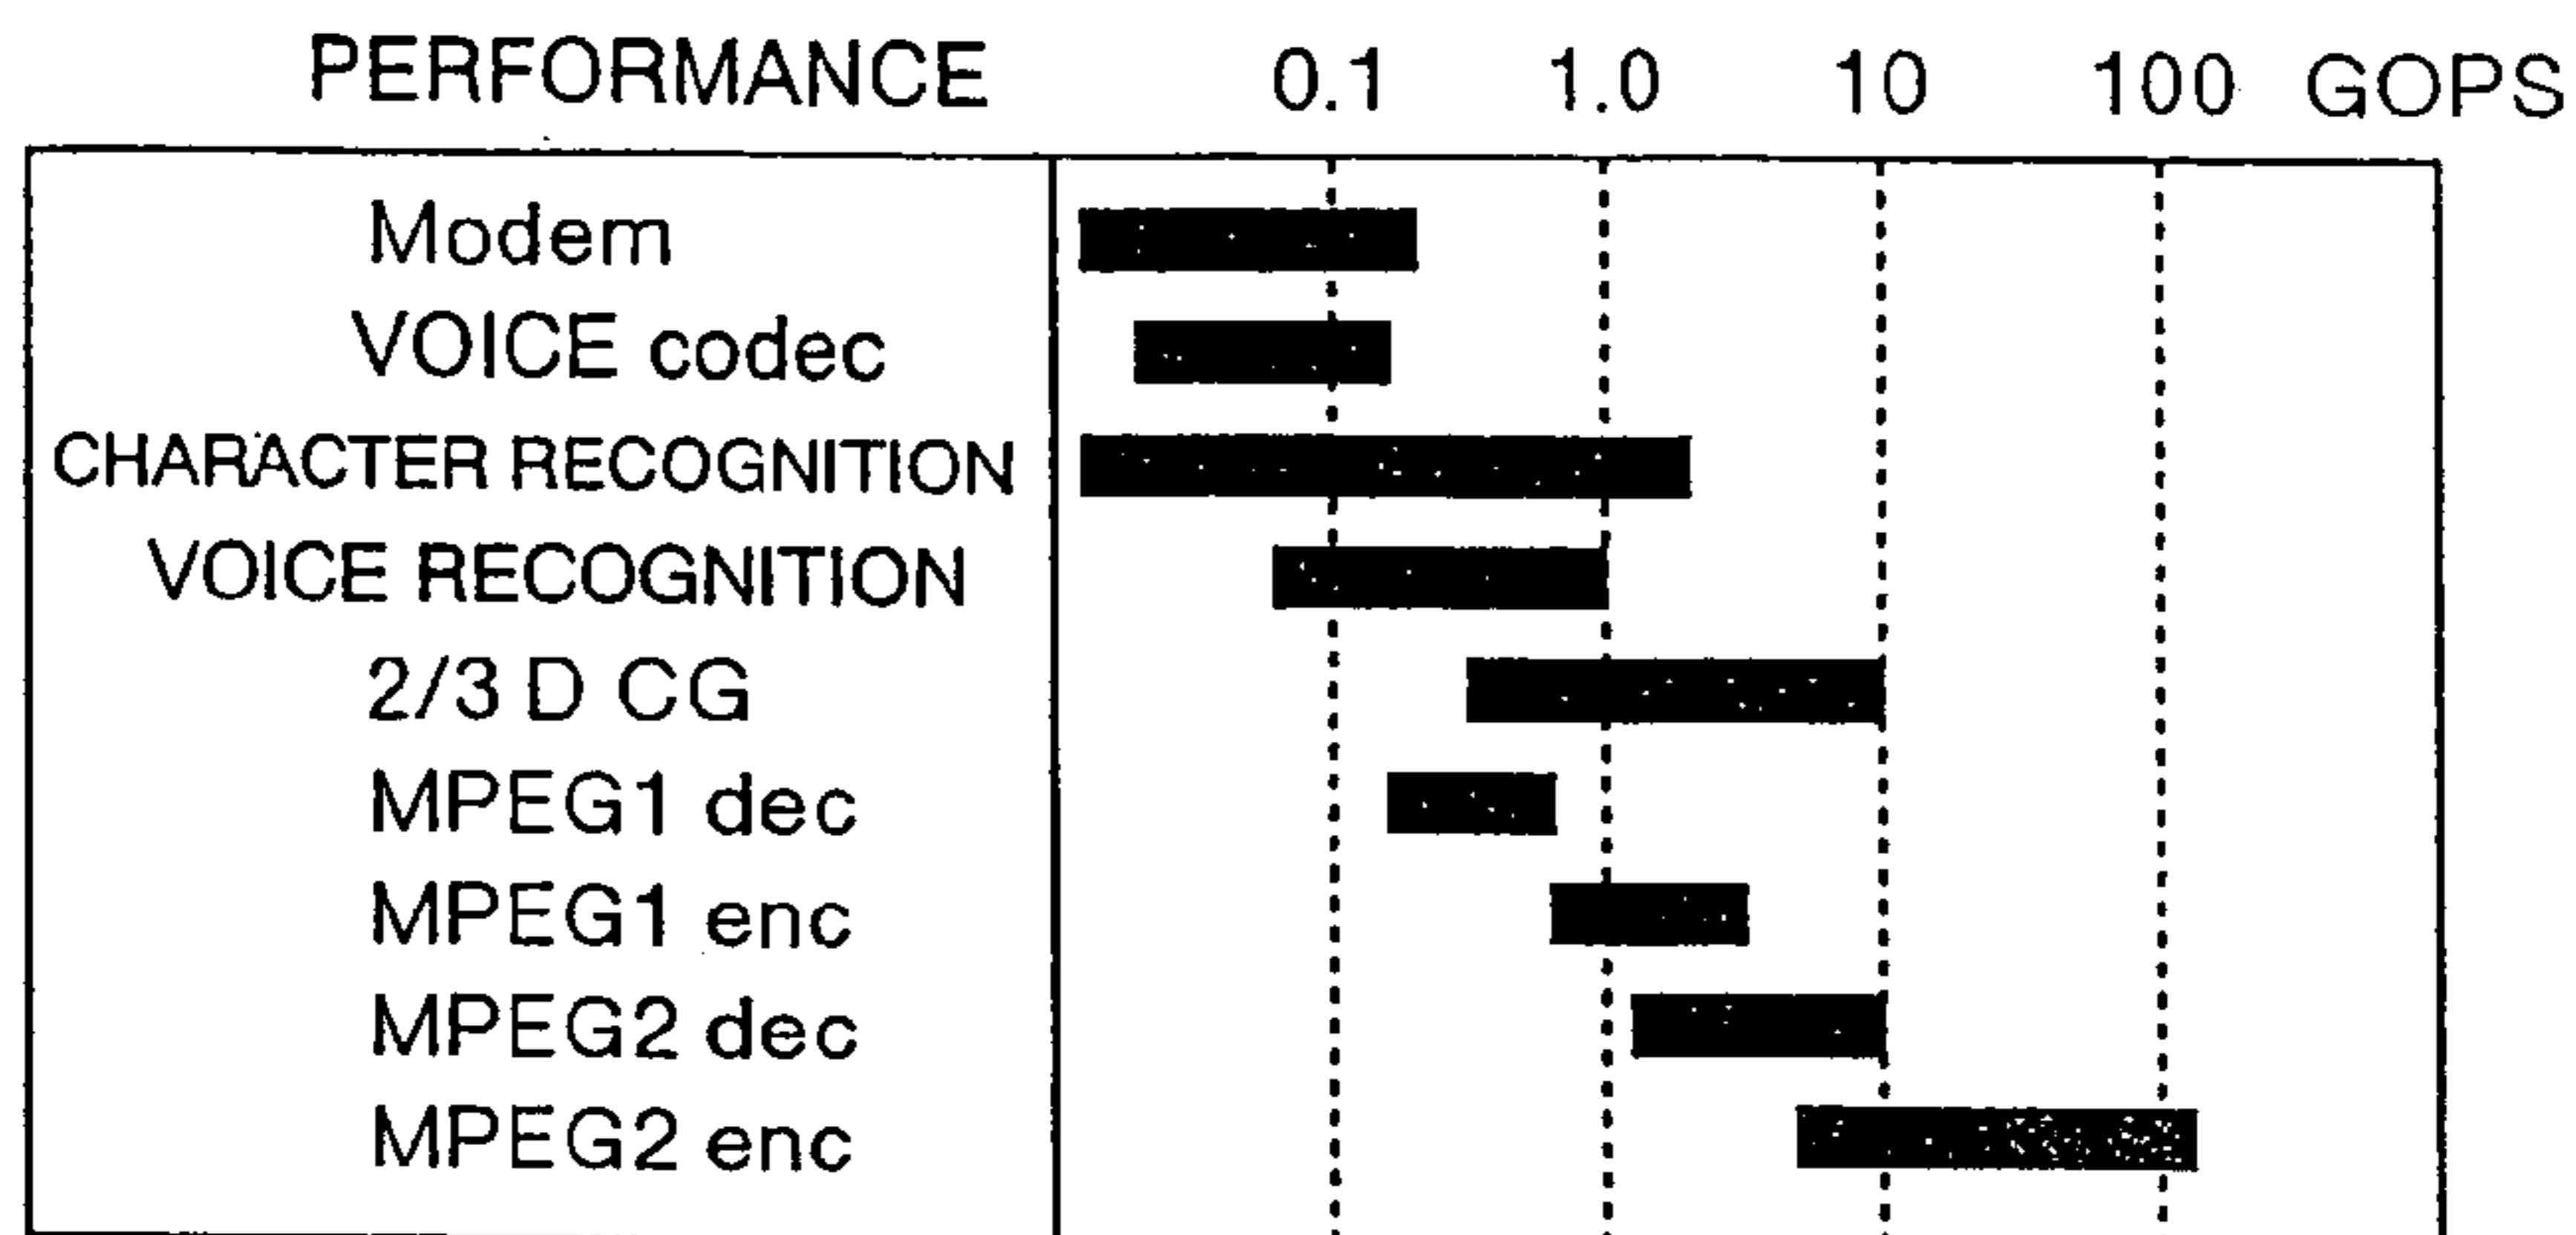 PERFORMANCE 0.1 1.0 10 100 GOPS
Modem
VOICE codec
CHARACTER RECOGNITION
VOICE RECOGNITION
2/3 D CG
MPEG1 dec
MPEG1 enc
MPEG2 dec
MPEG2 enc